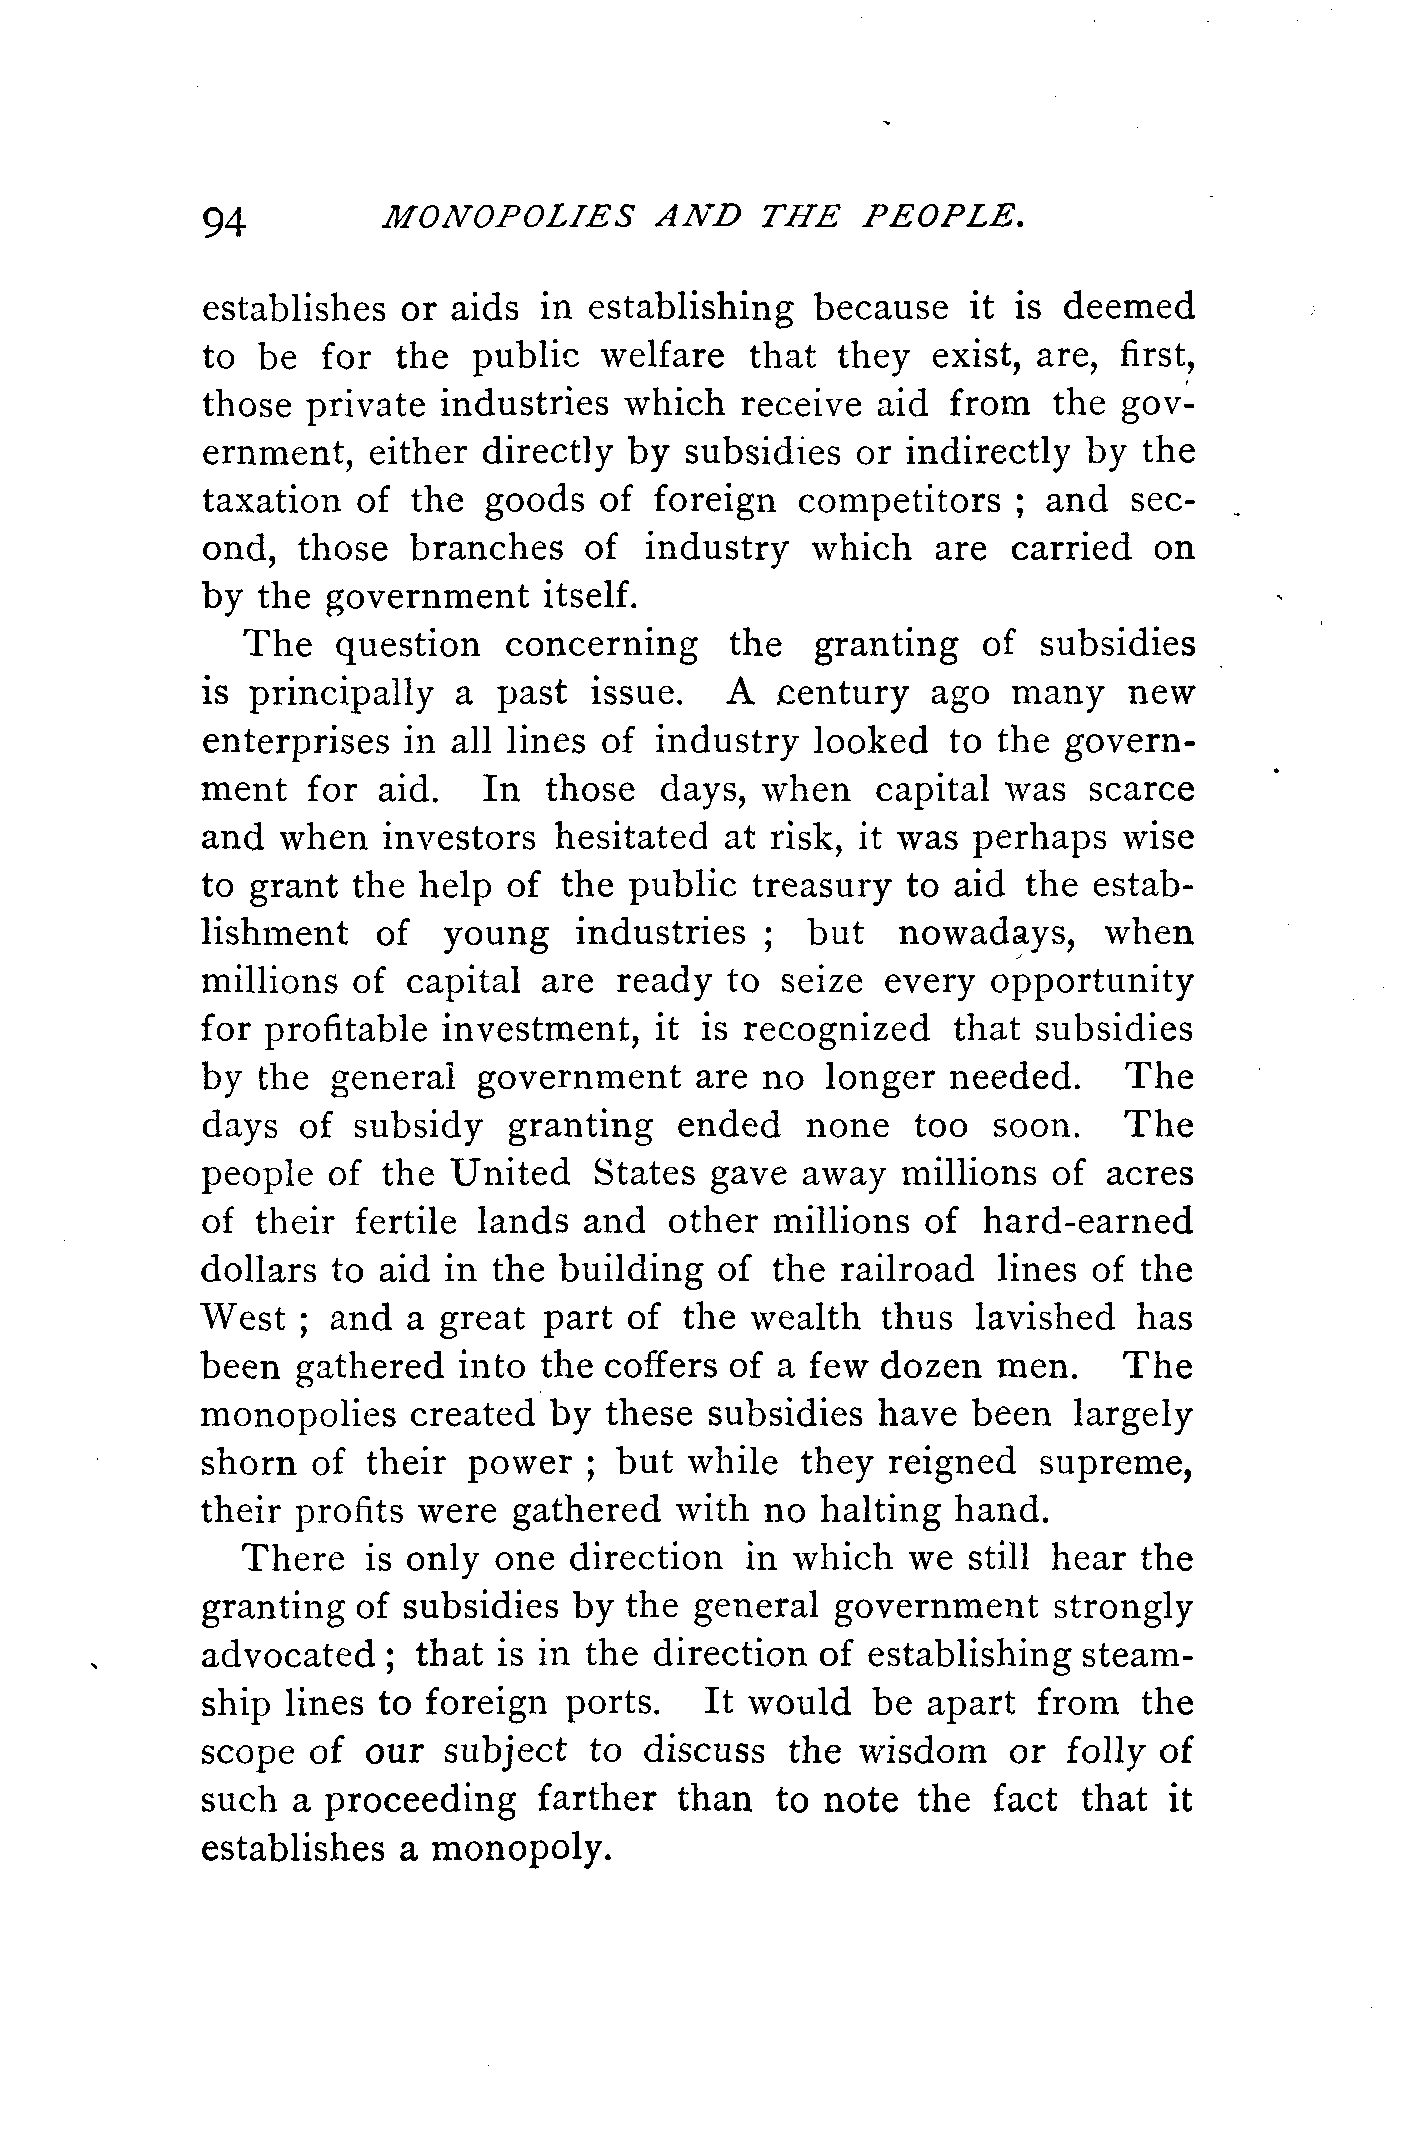 94 MONOPOLIES AND THE PEOPLE.
establishes or aids in establishing because it is deemed
to be for the public welfare that they exist, are, first,
those private industries which receive aid from the gov-
ernment, either directly by subsidies or indirectly by the
taxation of the goods of foreign competitors ; and sec-
ond, those branches of industry which are carried on
by the government itself.
The question concerning the granting of subsidies
is principally a past issue. A century ago many new
enterprises in all lines of industry looked to the govern-
ment for aid. In those days, when capital was scarce
and when investors hesitated at risk, it was perhaps wise
to grant the help of the public treasury to aid the estab-
lishment of young industries ; but nowadays, when
millions of capital are ready to seize every opportunity
for profitable investment, it is recognized that subsidies
by the general government are no longer needed. The
days of subsidy granting ended none too soon. The
people of the United States gave away millions of acres
of their fertile lands and other millions of hard-earned
dollars to aid in the building of the railroad lines of the
West ; and a great part of the wealth thus lavished has
been gathered into the coffers of a few dozen men. The
monopolies created by these subsidies have been largely
shorn of their power ; but while they reigned supreme,
their profits were gathered with no halting hand.
There is only one direction in which we still hear the
granting of subsidies by the general government strongly
advocated ; that is in the direction of establishing steam-
ship lines to foreign ports. It would be apart from the
scope of our subject to discuss the wisdom or folly of
such a proceeding farther than to note the fact that it
establishes a monopoly.